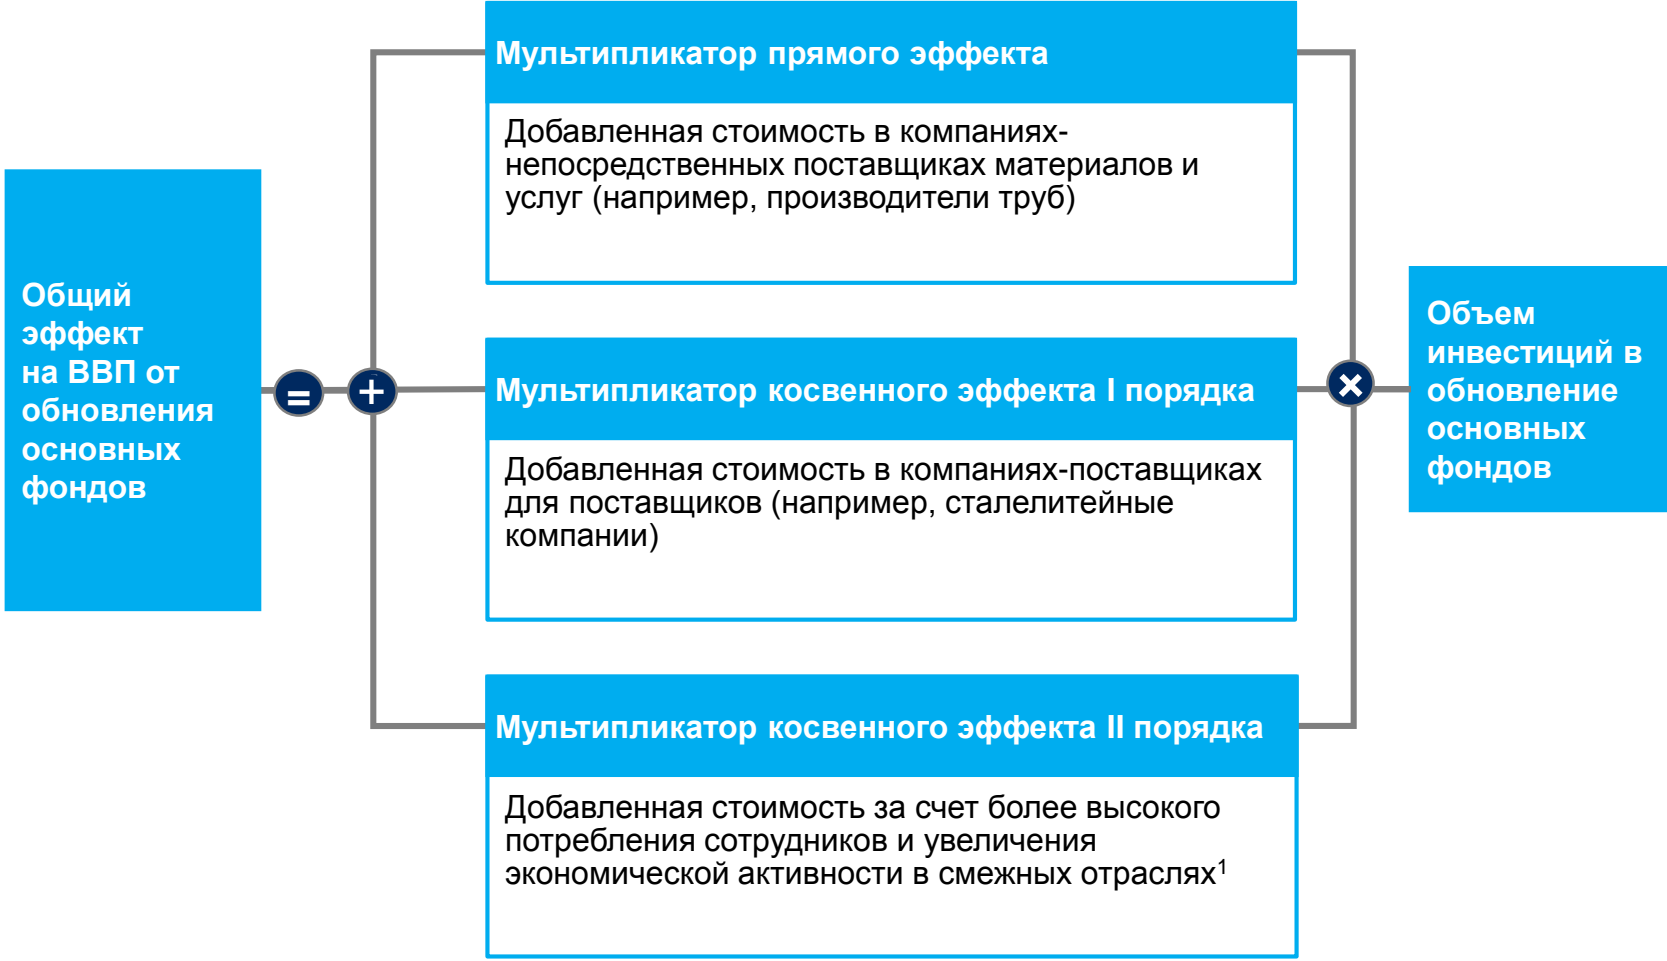 Общий
эффект
на ВВП от
обновления
основных
фондов
=
+
Мультипликатор прямого эффекта
Добавленная стоимость в компаниях-
непосредственных поставщиках материалов и
услуг (например, производители труб)
Мультипликатор косвенного эффекта I порядка
Добавленная стоимость в компаниях-поставщиках
для поставщиков (например, сталелитейные
компании)
Мультипликатор косвенного эффекта II порядка
Добавленная стоимость за счет более высокого
потребления сотрудников и увеличения
экономической активности в смежных отраслях¹
×
Объем
инвестиций в
обновление
основных
фондов